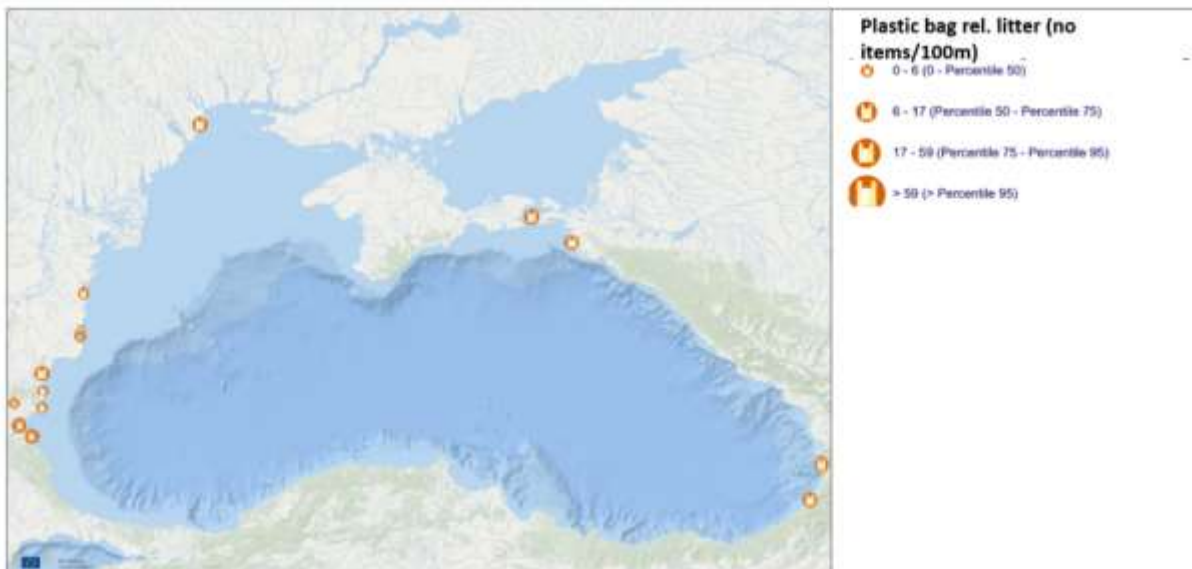 Plastic bag rel. litter (no
items/100m)
0 - 6 (0 - Percentile 50)
6 - 17 (Percentile 50 - Percentile 75)
17 - 59 (Percentile 75 - Percentile 95)
> 59 (> Percentile 95)